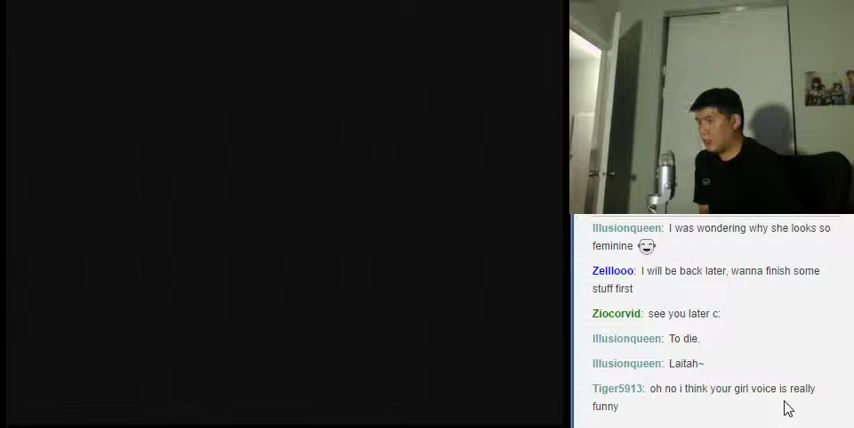 Illusionqueen: I was wondering why she looks so
feminine
Zelllooo: I will be back later, wanna finish some
stuff first
Ziocorvid: see you later c:
Illusionqueen: To die.
Illusionqueen: Laitah~
Tiger5913: oh no i think your girl voice is really
funny